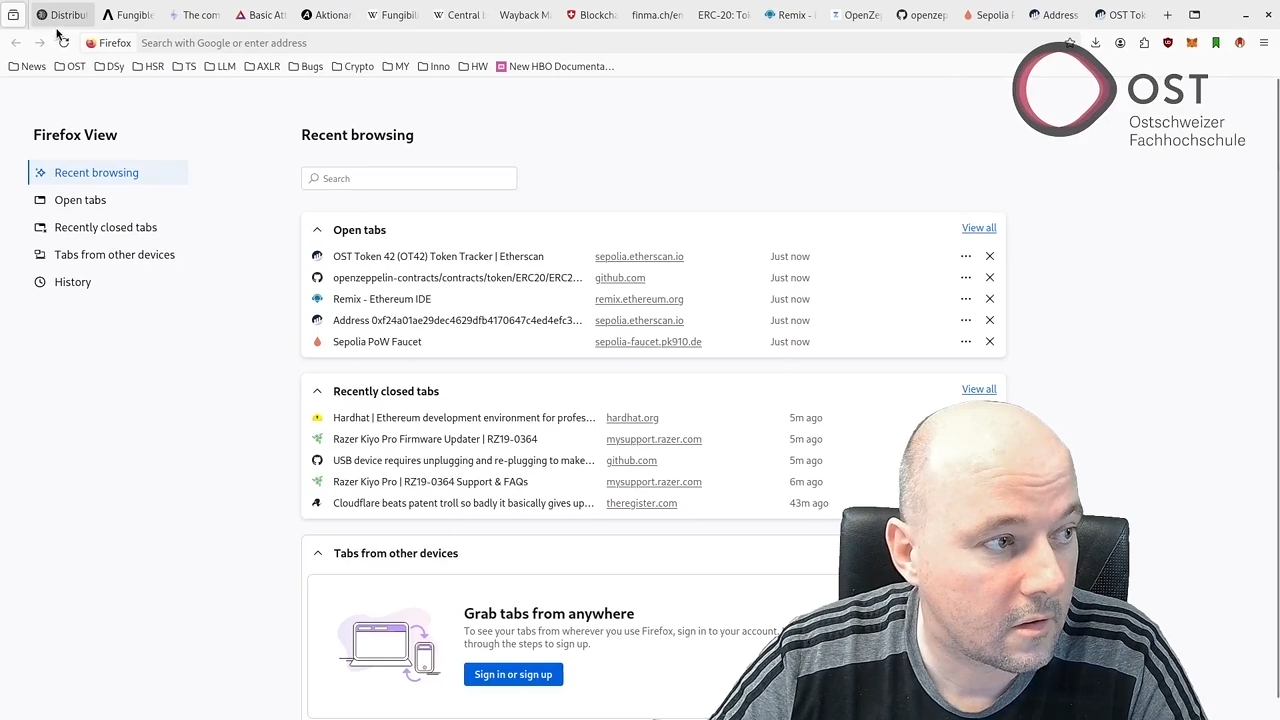 Distribut
Fungible
The com
Basic Att
Aktionar
Fungibil
Central L
Wayback M
Blockcha
finma.ch/en
ERC-20 T
Remix - E
OpenZep
openzep
Sepolia P
Address
OST Tok
Firefox
Search with Google or enter address
News
OST
DSy
HSR
TS
LLM
AXLR
Bugs
Crypto
MY
Inno
HW
New HBO Documenta…
OST
Ostschweizer
Fachhochschule
Firefox View
Recent browsing
Open tabs
Recently closed tabs
Tabs from other devices
History
Recent browsing
Search
Open tabs
View all
OST Token 42 (OT42) Token Tracker | Etherscan sepolia.etherscan.io Just now
openzeppelin-contracts/contracts/token/ERC20/ERC2… github.com Just now
Remix - Ethereum IDE remix.ethereum.org Just now
Address 0xf24a01ae29dec4629dfb4170647c4ed4efc3… sepolia.etherscan.io Just now
Sepolia PoW Faucet sepolia-faucet.pk910.de Just now
Recently closed tabs
View all
Hardhat | Ethereum development environment for profes… hardhat.org 5m ago
Razer Kiyo Pro Firmware Updater | RZ19-0364 mysupport.razer.com 5m ago
USB device requires unplugging and re-plugging to make… github.com 5m ago
Razer Kiyo Pro | RZ19-0364 Support & FAQs mysupport.razer.com 6m ago
Cloudflare beats patent troll so badly it basically gives up… theregister.com 43m ago
Tabs from other devices
Grab tabs from anywhere
To see your tabs from wherever you use Firefox, sign in to your account.
through the steps to sign up.
Sign in or sign up